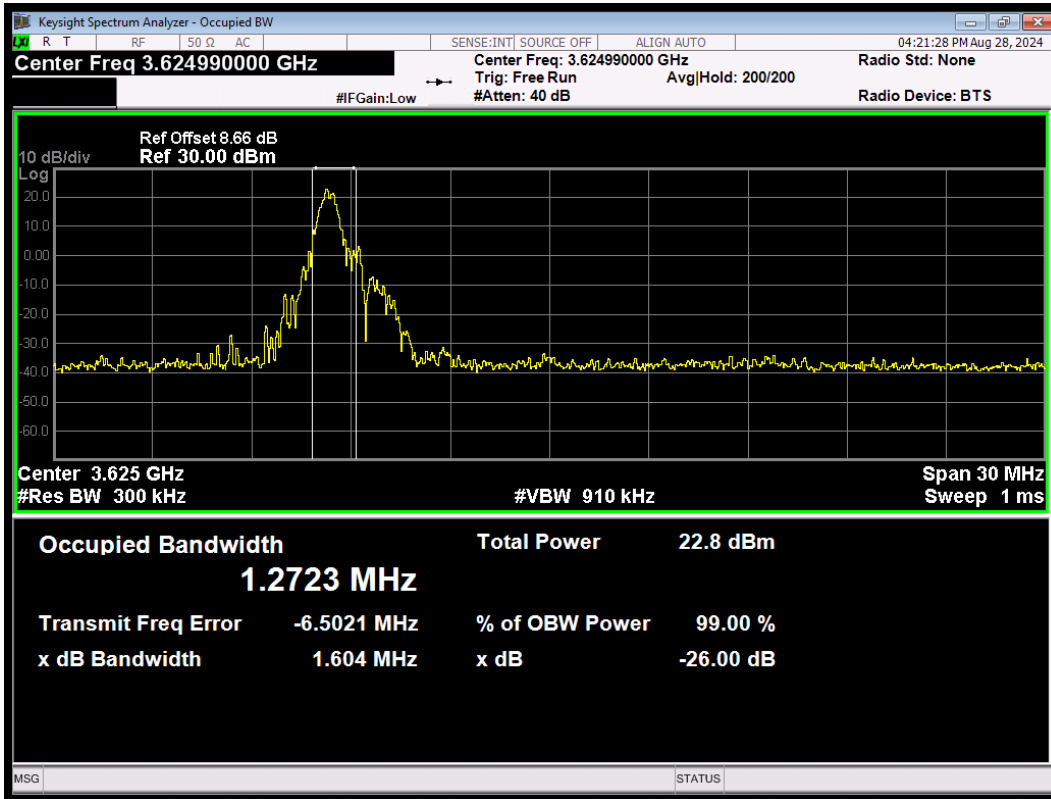 Keysight Spectrum Analyzer - Occupied BW
LXI R T RF 50 Ω AC SENSE:INT SOURCE OFF ALIGN AUTO 04:21:28 PM Aug 28, 2024
Center Freq 3.624990000 GHz Center Freq: 3.624990000 GHz Radio Std: None
Trig: Free Run Avg|Hold: 200/200
#IFGain:Low #Atten: 40 dB Radio Device: BTS
Ref Offset 8.66 dB
10 dB/div Ref 30.00 dBm
Log
20.0
10.0
0.00
-10.0
-20.0
-30.0
-40.0
-50.0
-60.0
Center 3.625 GHz Span 30 MHz
#Res BW 300 kHz #VBW 910 kHz Sweep 1 ms
Occupied Bandwidth Total Power 22.8 dBm
1.2723 MHz
Transmit Freq Error -6.5021 MHz % of OBW Power 99.00 %
x dB Bandwidth 1.604 MHz x dB -26.00 dB
MSG STATUS